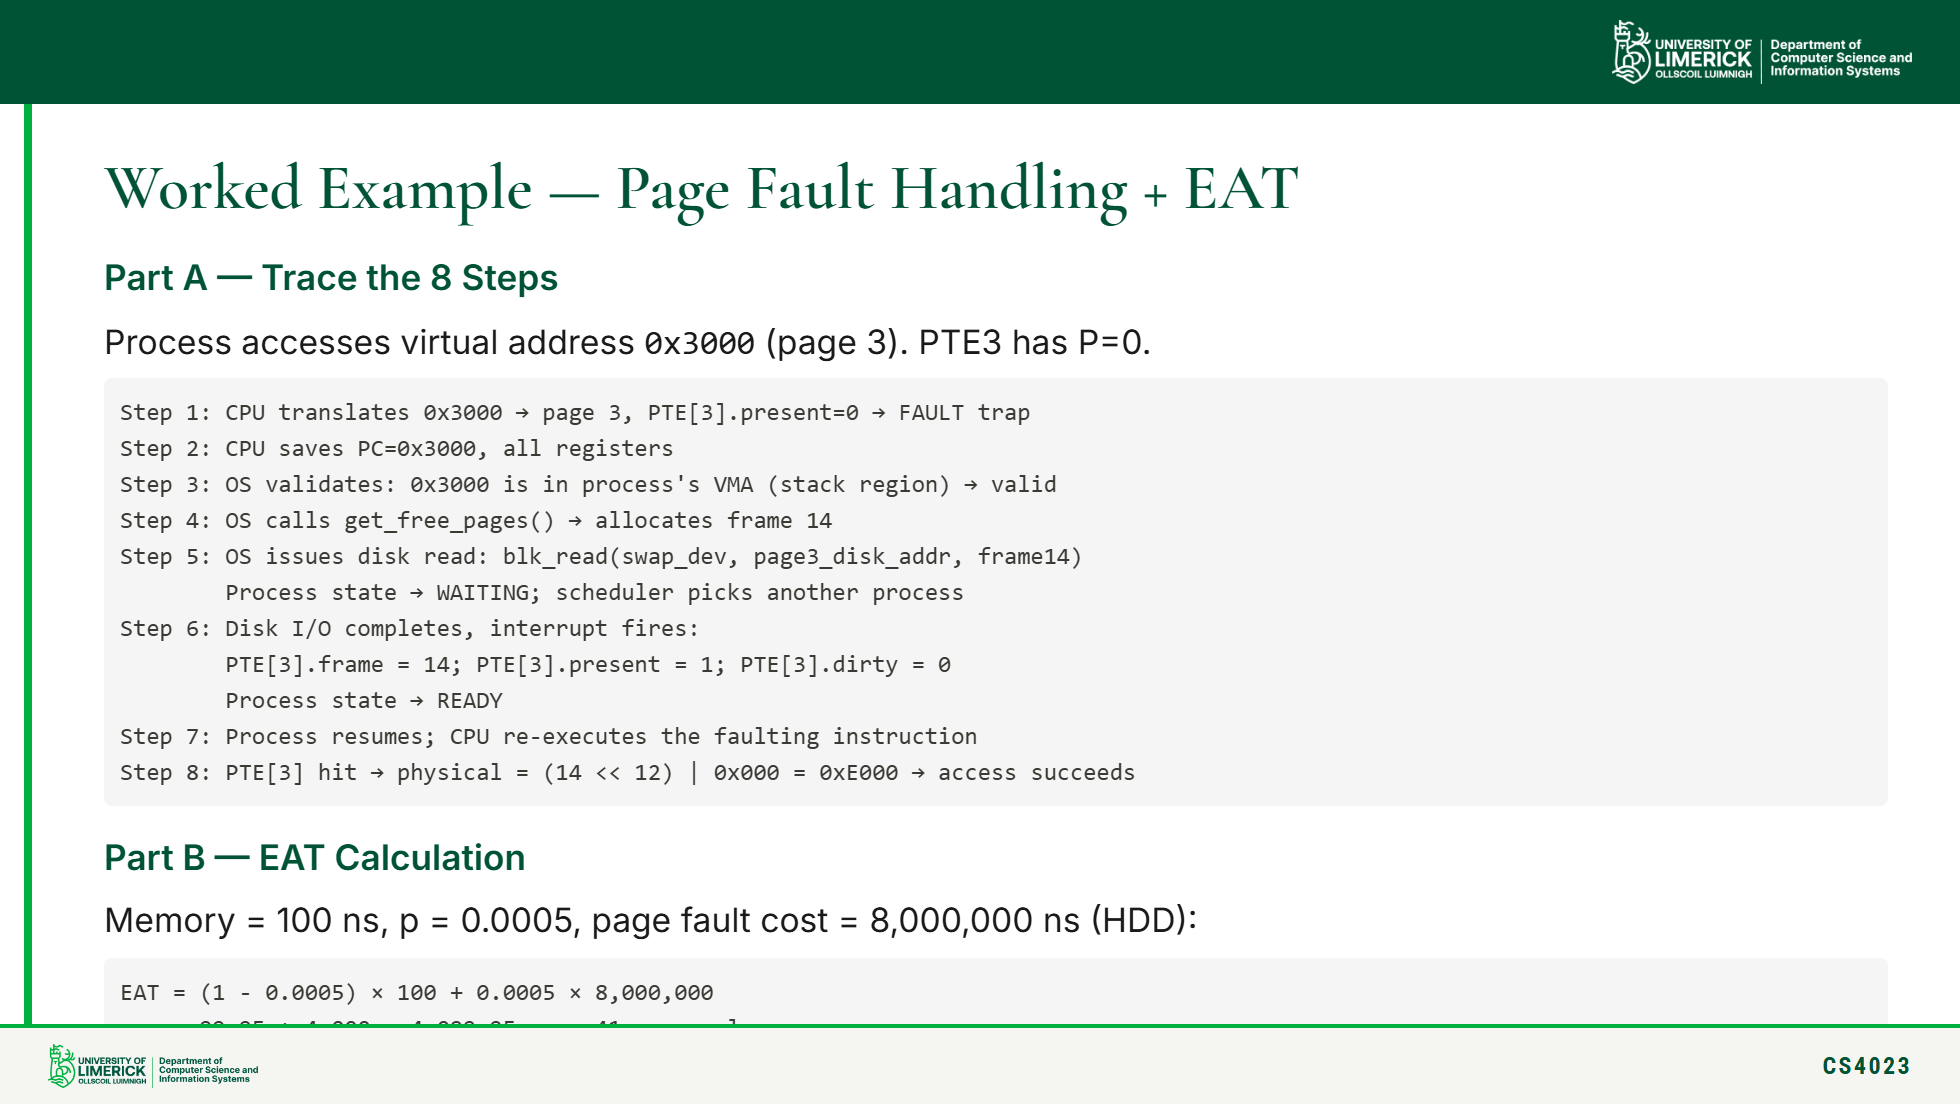 UNIVERSITY OF
LIMERICK
OLLSCOIL LUIMNIGH
Department of
Computer Science and
Information Systems
Worked Example — Page Fault Handling + EAT
Part A — Trace the 8 Steps
Process accesses virtual address 0x3000 (page 3). PTE3 has P=0.
Step 1: CPU translates 0x3000 → page 3, PTE[3].present=0 → FAULT trap
Step 2: CPU saves PC=0x3000, all registers
Step 3: OS validates: 0x3000 is in process's VMA (stack region) → valid
Step 4: OS calls get_free_pages() → allocates frame 14
Step 5: OS issues disk read: blk_read(swap_dev, page3_disk_addr, frame14)
Process state → WAITING; scheduler picks another process
Step 6: Disk I/O completes, interrupt fires:
PTE[3].frame = 14; PTE[3].present = 1; PTE[3].dirty = 0
Process state → READY
Step 7: Process resumes; CPU re-executes the faulting instruction
Step 8: PTE[3] hit → physical = (14 << 12) | 0x000 = 0xE000 → access succeeds
Part B — EAT Calculation
Memory = 100 ns, p = 0.0005, page fault cost = 8,000,000 ns (HDD):
EAT = (1 - 0.0005) × 100 + 0.0005 × 8,000,000
UNIVERSITY OF
LIMERICK
OLLSCOIL LUIMNIGH
Department of
Computer Science and
Information Systems
CS4023